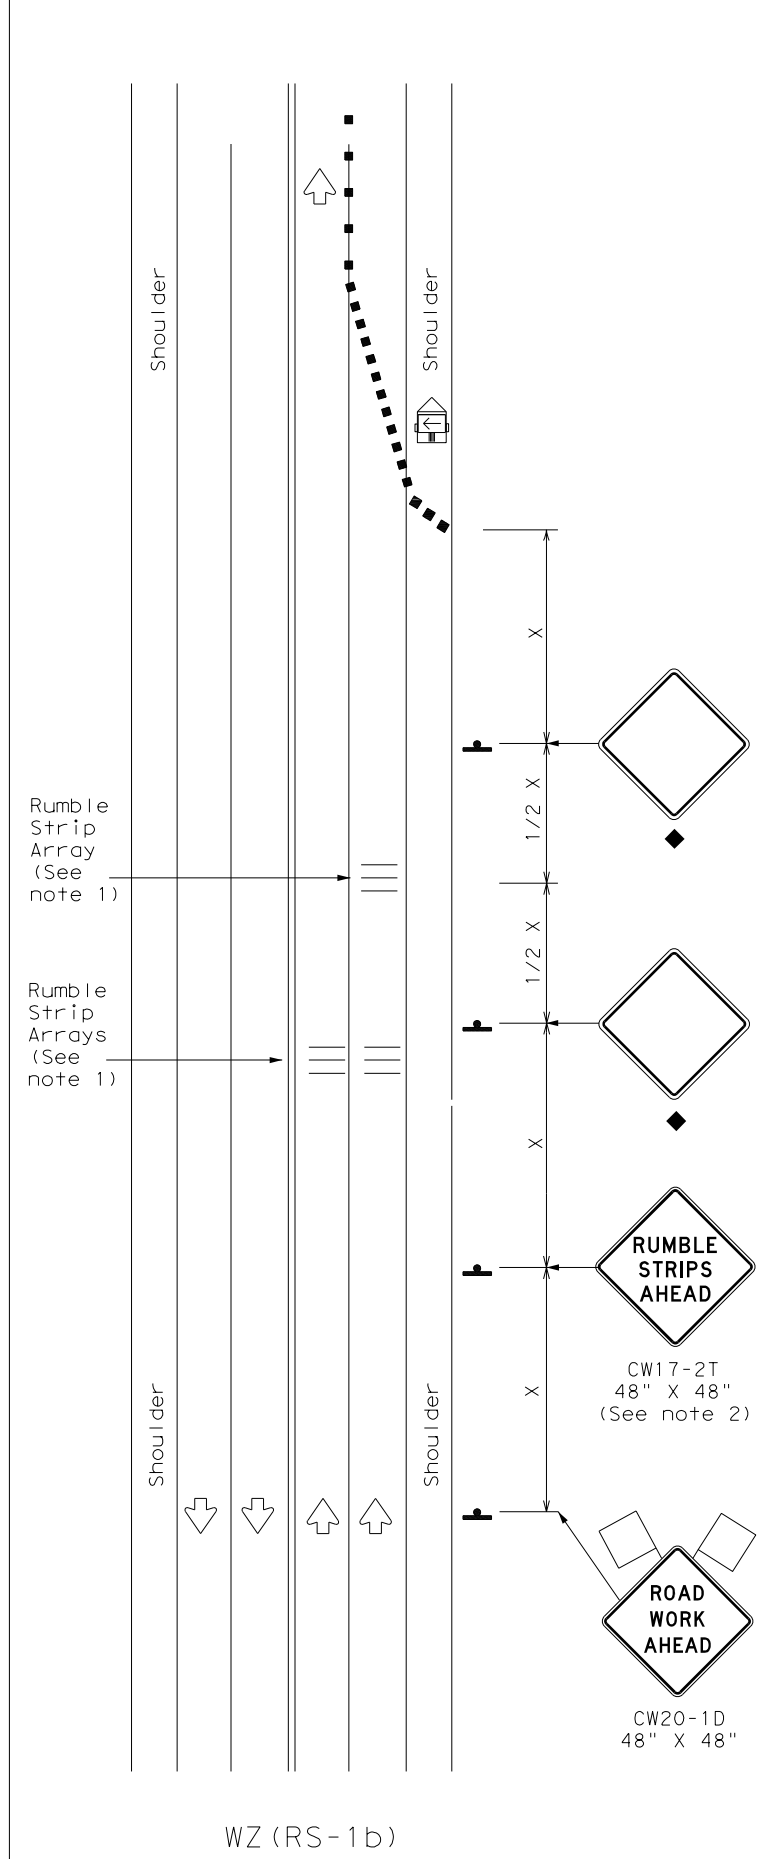 Shoulder
Shoulder
X
1/2 X
Rumble
Strip
Array
(See
note 1)
1/2 X
Rumble
Strip
Arrays
(See
note 1)
X
RUMBLE
STRIPS
AHEAD
CW17-2T
48" X 48"
(See note 2)
X
Shoulder
Shoulder
ROAD
WORK
AHEAD
CW20-1D
48" X 48"
WZ(RS-1b)